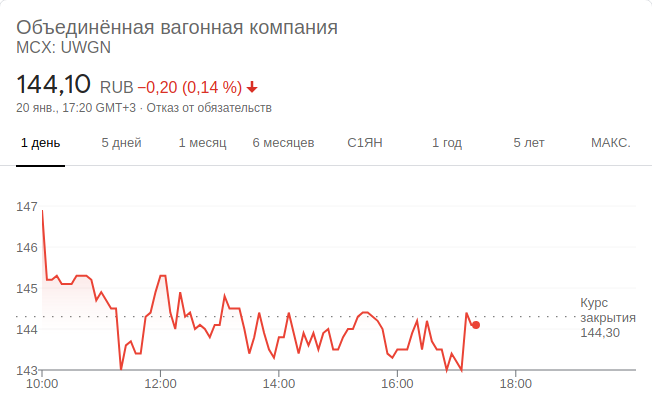 Объединённая вагонная компания
MCX: UWGN
144,10 RUB −0,20 (0,14 %)
20 янв., 17:20 GMT+3 · Отказ от обязательств
1 день 5 дней 1 месяц 6 месяцев С1ЯН 1 год 5 лет МАКС.
147
146
145
144
143
Курс
закрытия
144,30
10:00 12:00 14:00 16:00 18:00